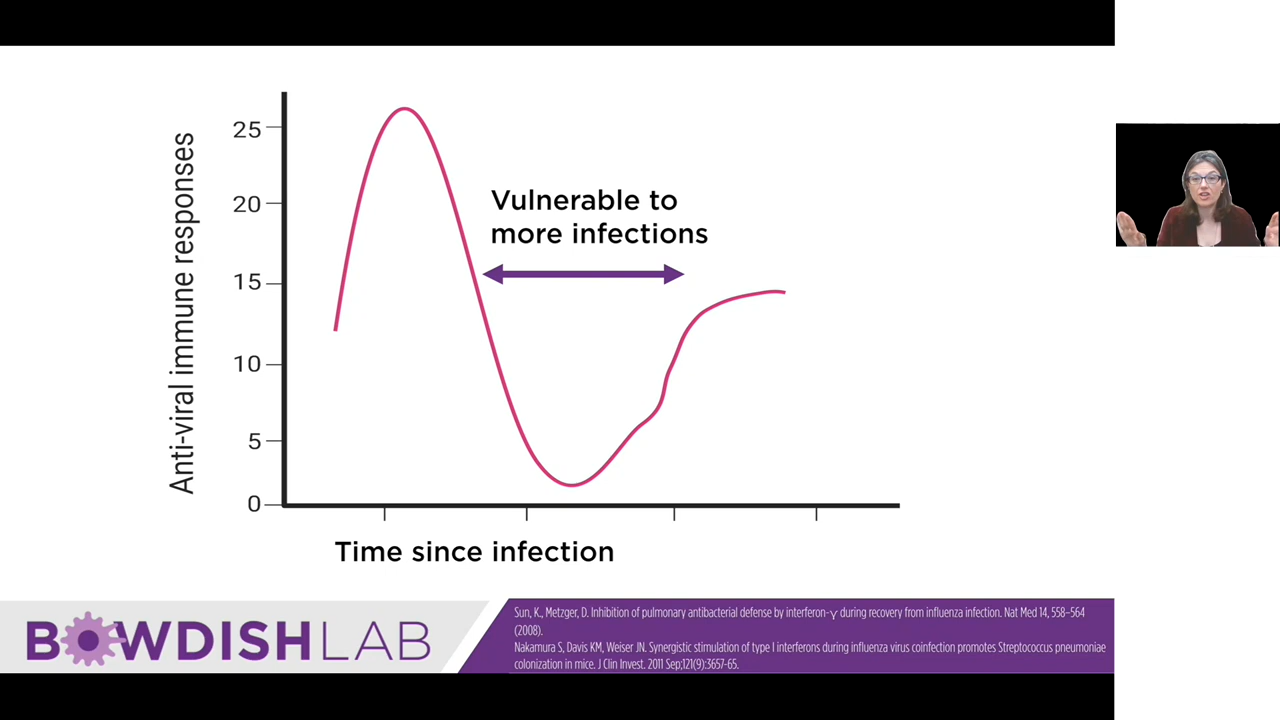 25
20
15
10
5
0
Anti-viral immune responses
Vulnerable to
more infections
Time since infection
BOWDISHLAB
Sun, K., Metzger, D. Inhibition of pulmonary antibacterial defense by interferon-γ during recovery from influenza infection. Nat Med 14, 558–564
(2008).
Nakamura S, Davis KM, Weiser JN. Synergistic stimulation of type I interferons during influenza virus coinfection promotes Streptococcus pneumoniae
colonization in mice. J Clin Invest. 2011 Sep;121(9):3657-65.